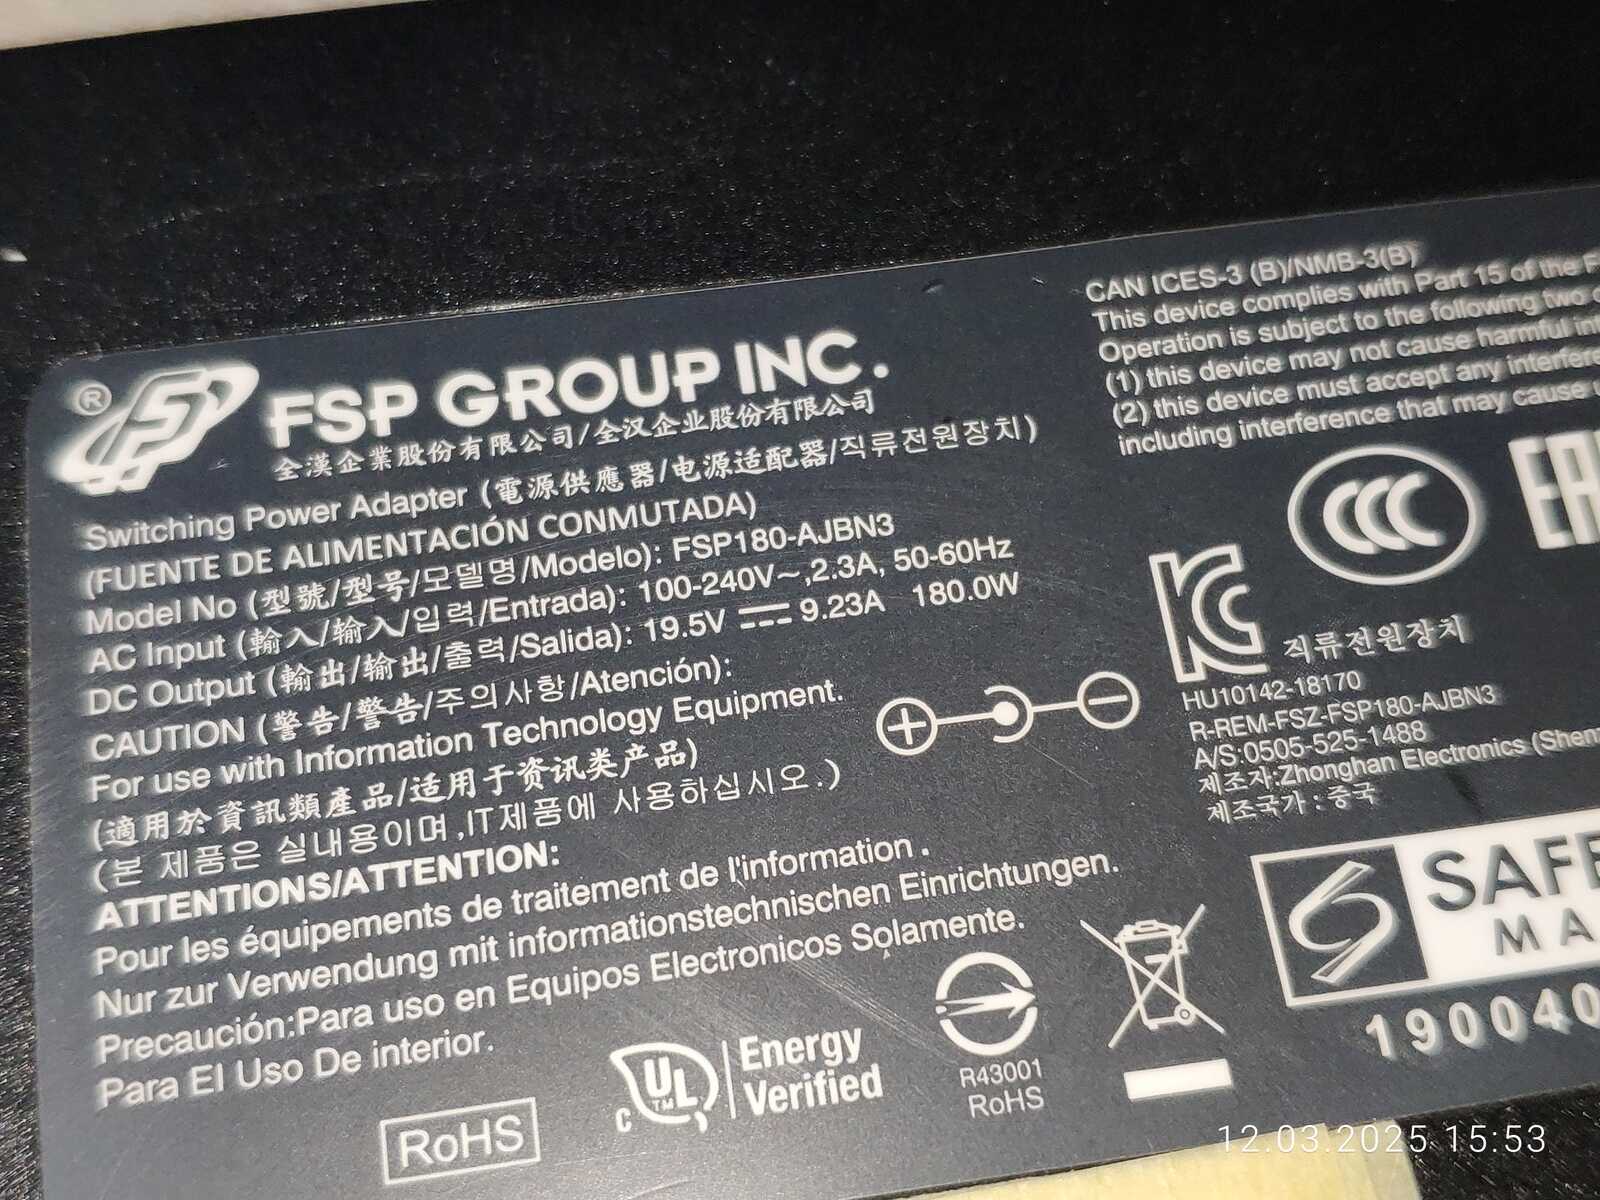 ®
FSP GROUP INC.
全漢企業股份有限公司/全汉企业股份有限公司
Switching Power Adapter (電源供應器/电源适配器/직류전원장치)
(FUENTE DE ALIMENTACIÓN CONMUTADA)
Model No (型號/型号/모델명/Modelo): FSP180-AJBN3
AC Input (輸入/输入/입력/Entrada): 100-240V~,2.3A, 50-60Hz
DC Output (輸出/输出/출력/Salida): 19.5V ⎓ 9.23A 180.0W
CAUTION (警告/警告/주의사항/Atención):
For use with Information Technology Equipment.
(適用於資訊類產品/适用于资讯类产品)
(본 제품은 실내용이며,IT제품에 사용하십시오.)
ATTENTIONS/ATTENTION:
Pour les équipements de traitement de l'information.
Nur zur Verwendung mit informationstechnischen Einrichtungen.
Precaución:Para uso en Equipos Electronicos Solamente.
Para El Uso De interior.
RoHS
c UL TM Energy Verified
R43001
RoHS
CAN ICES-3 (B)/NMB-3(B)
This device complies with Part 15 of the
Operation is subject to the following two
(1) this device may not cause harmful
(2) this device must accept any
including interference that may cause
CCC
EAC
KC 직류전원장치
HU10142-18170
R-REM-FSZ-FSP180-AJBN3
A/S:0505-525-1488
제조자:Zhonghan Electronics
제조국가 : 중국
S
190040
12.03.2025 15:53